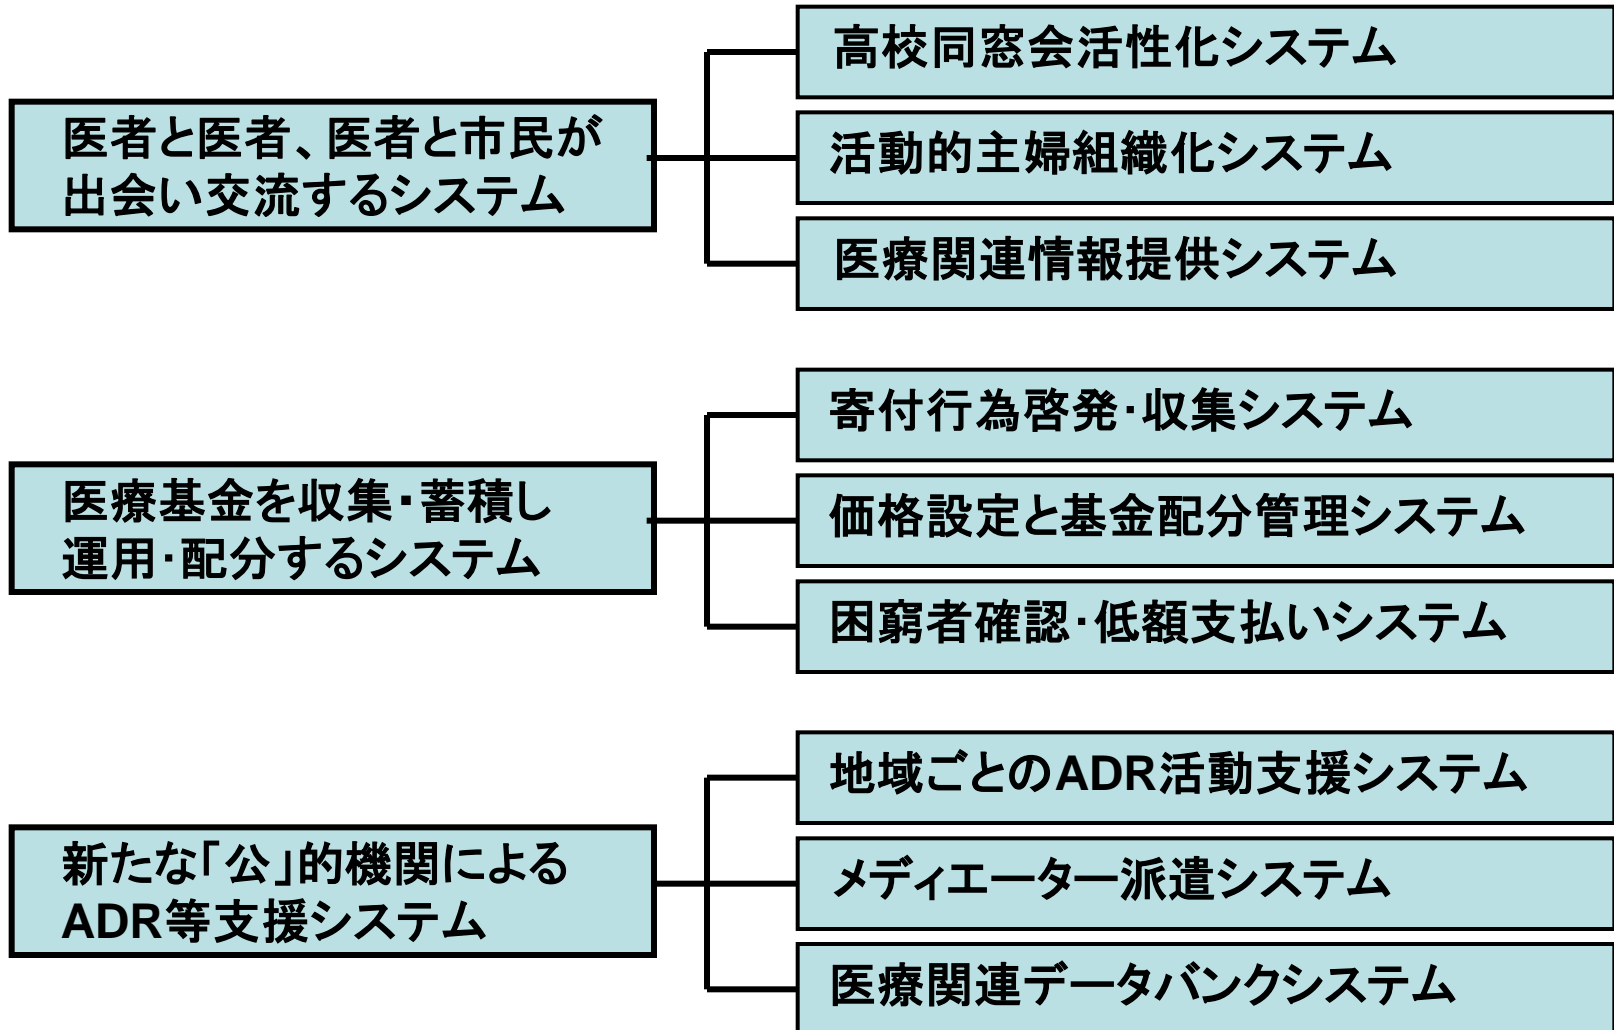 医者と医者、医者と市民が
出会い交流するシステム
高校同窓会活性化システム
活動的主婦組織化システム
医療関連情報提供システム
医療基金を収集・蓄積し
運用・配分するシステム
寄付行為啓発・収集システム
価格設定と基金配分管理システム
困窮者確認・低額支払いシステム
新たな「公」的機関による
ADR等支援システム
地域ごとのADR活動支援システム
メディエーター派遣システム
医療関連データバンクシステム